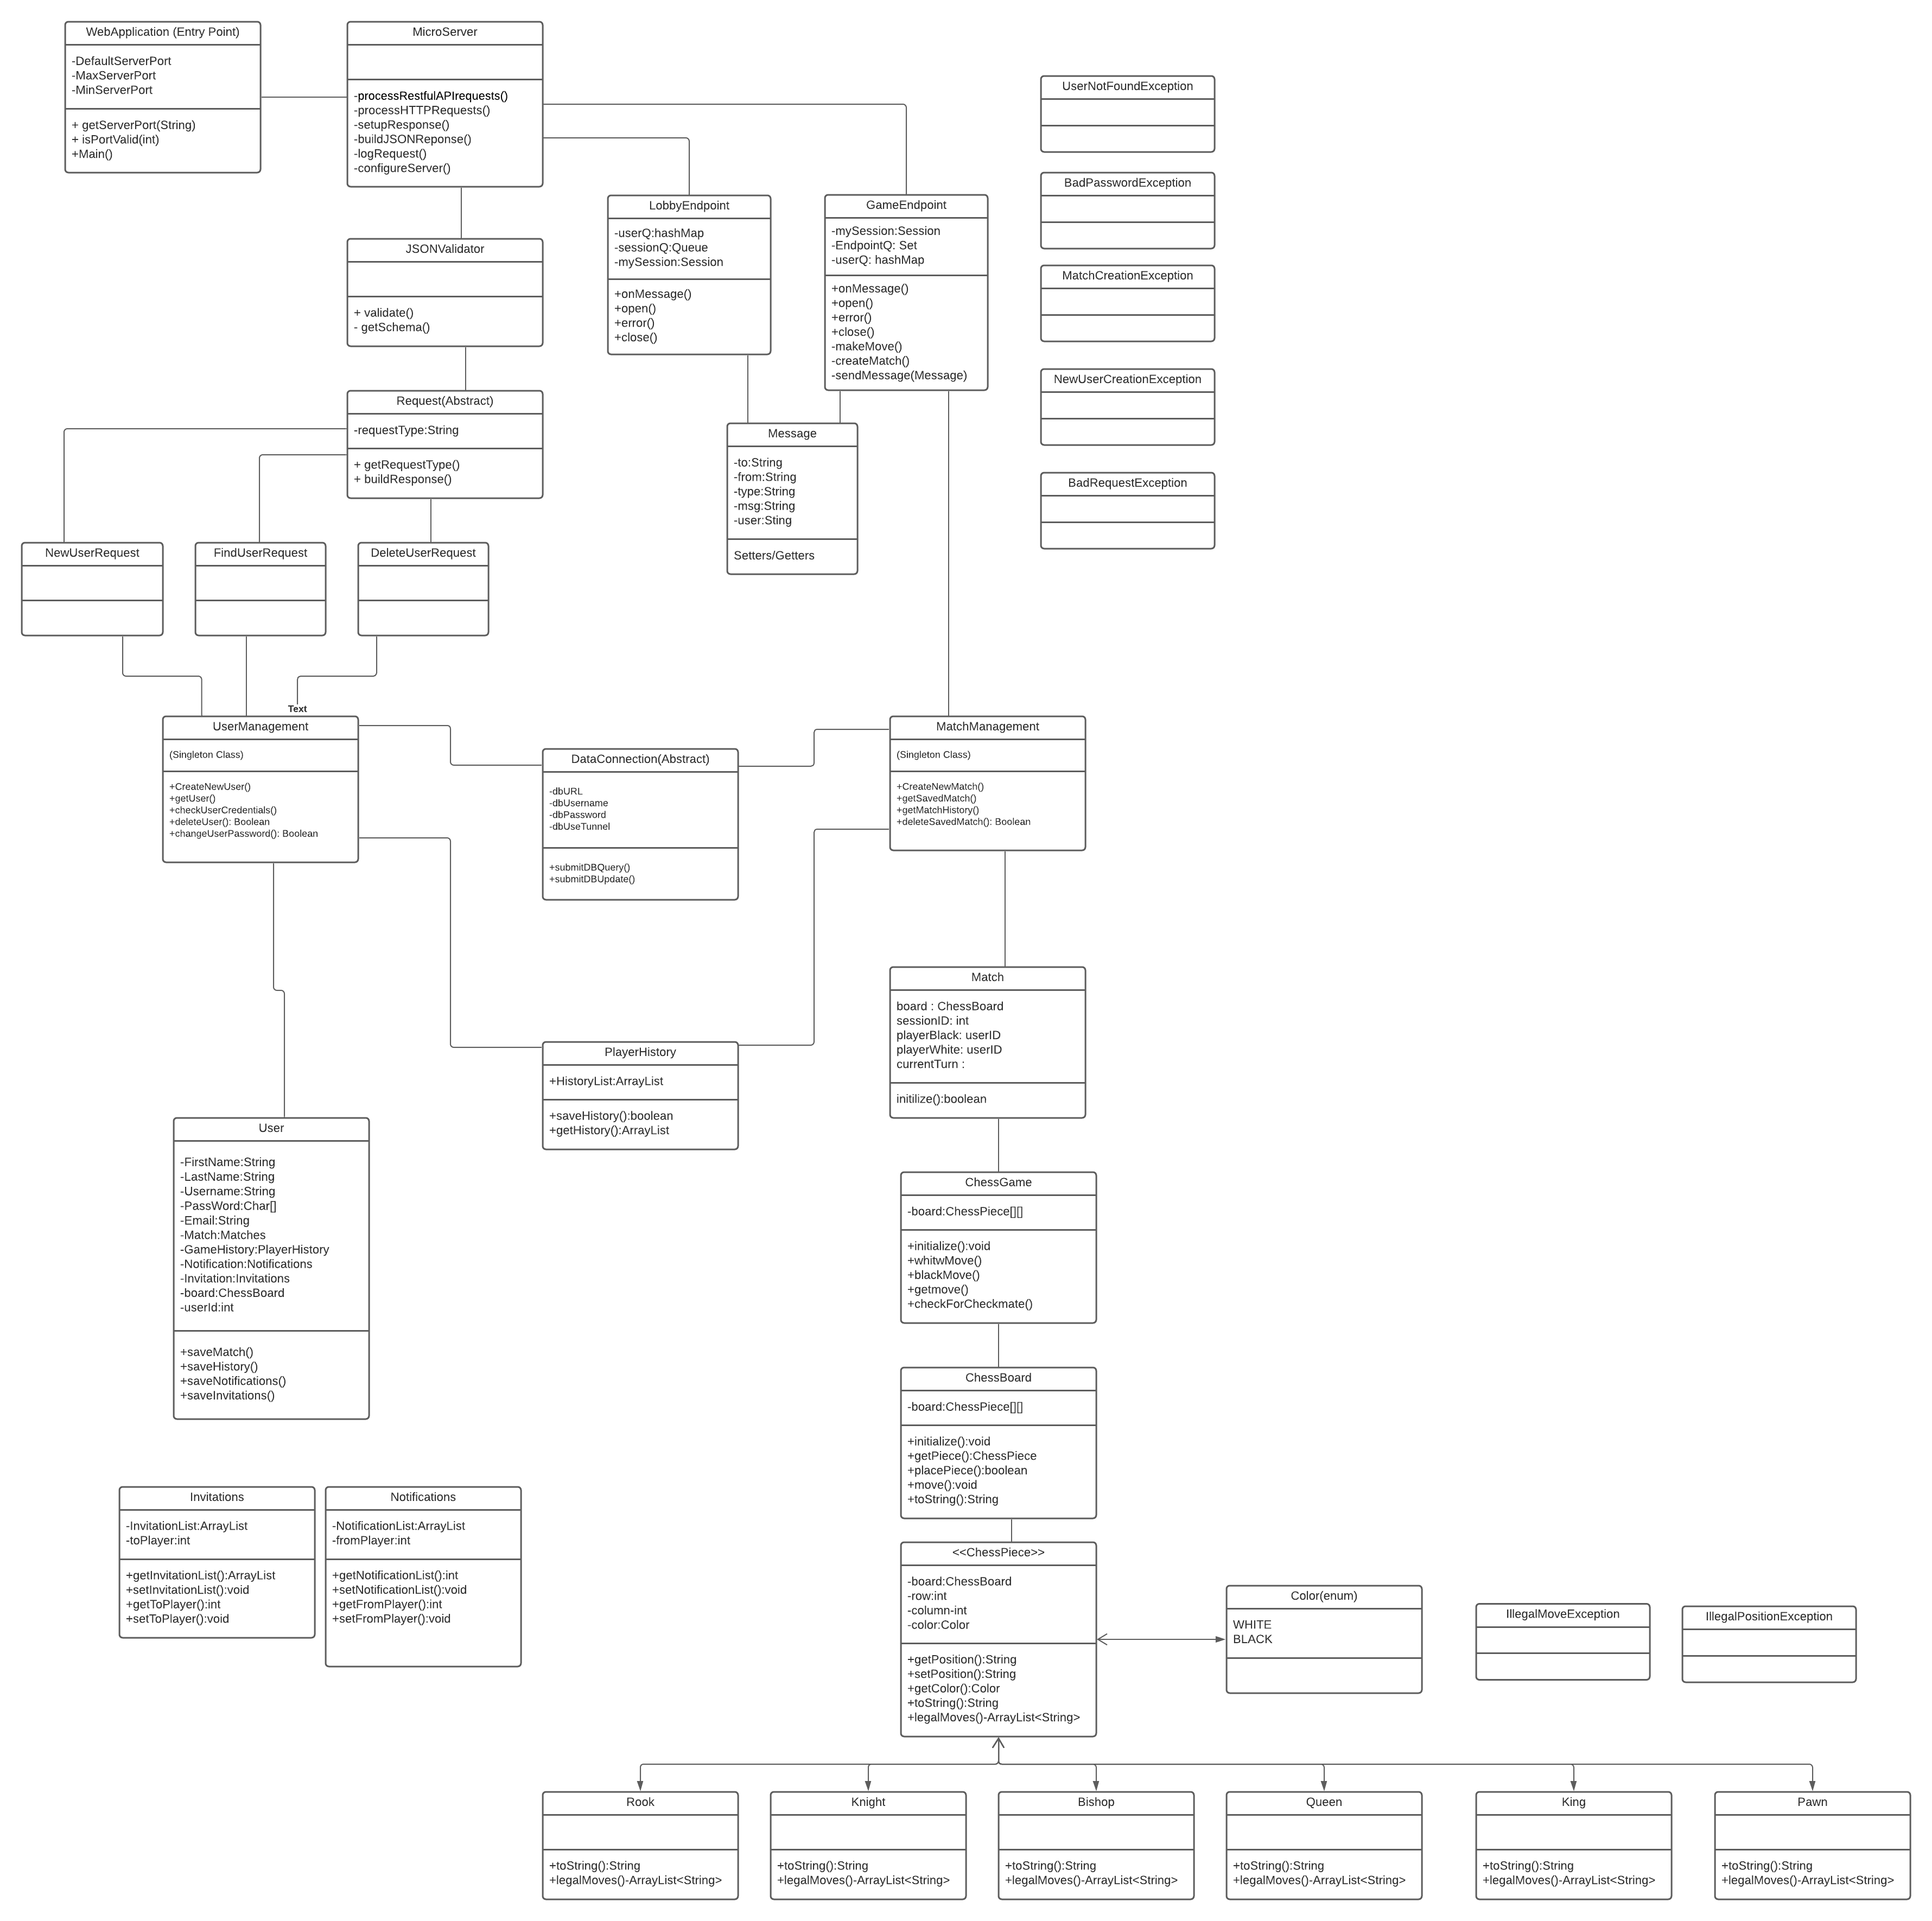 WebApplication (Entry Point)
-DefaultServerPort
-MaxServerPort
-MinServerPort
+ getServerPort(String)
+ isPortValid(int)
+Main()
MicroServer
-processRestfulAPIrequests()
-processHTTPRequests()
-setupResponse()
-buildJSONReponse()
-logRequest()
-configureServer()
UserNotFoundException
BadPasswordException
MatchCreationException
NewUserCreationException
BadRequestException
LobbyEndpoint
-userQ:hashMap
-sessionQ:Queue
-mySession:Session
+onMessage()
+open()
+error()
+close()
GameEndpoint
-mySession:Session
-EndpointQ: Set
-userQ: hashMap
+onMessage()
+open()
+error()
+close()
-makeMove()
-createMatch()
-sendMessage(Message)
JSONValidator
+ validate()
- getSchema()
Request(Abstract)
-requestType:String
+ getRequestType()
+ buildResponse()
Message
-to:String
-from:String
-type:String
-msg:String
-user:Sting
Setters/Getters
NewUserRequest
FindUserRequest
DeleteUserRequest
Text
UserManagement
(Singleton Class)
+CreateNewUser()
+getUser()
+checkUserCredentials()
+deleteUser(): Boolean
+changeUserPassword(): Boolean
DataConnection(Abstract)
-dbURL
-dbUsername
-dbPassword
-dbUseTunnel
+submitDBQuery()
+submitDBUpdate()
MatchManagement
(Singleton Class)
+CreateNewMatch()
+getSavedMatch()
+getMatchHistory()
+deleteSavedMatch(): Boolean
Match
board : ChessBoard
sessionID: int
playerBlack: userID
playerWhite: userID
currentTurn :
initilize():boolean
PlayerHistory
+HistoryList:ArrayList
+saveHistory():boolean
+getHistory():ArrayList
User
-FirstName:String
-LastName:String
-Username:String
-PassWord:Char[]
-Email:String
-Match:Matches
-GameHistory:PlayerHistory
-Notification:Notifications
-Invitation:Invitations
-board:ChessBoard
-userId:int
+saveMatch()
+saveHistory()
+saveNotifications()
+saveInvitations()
ChessGame
-board:ChessPiece[][]
+initialize():void
+whitwMove()
+blackMove()
+getmove()
+checkForCheckmate()
ChessBoard
-board:ChessPiece[][]
+initialize():void
+getPiece():ChessPiece
+placePiece():boolean
+move():void
+toString():String
Invitations
-InvitationList:ArrayList
-toPlayer:int
+getInvitationList():ArrayList
+setInvitationList():void
+getToPlayer():int
+setToPlayer():void
Notifications
-NotificationList:ArrayList
-fromPlayer:int
+getNotificationList():int
+setNotificationList():void
+getFromPlayer():int
+setFromPlayer():void
<<ChessPiece>>
-board:ChessBoard
-row:int
-column-int
-color:Color
+getPosition():String
+setPosition():String
+getColor():Color
+toString():String
+legalMoves()-ArrayList<String>
Color(enum)
WHITE
BLACK
IllegalMoveException
IllegalPositionException
Rook
+toString():String
+legalMoves()-ArrayList<String>
Knight
+toString():String
+legalMoves()-ArrayList<String>
Bishop
+toString():String
+legalMoves()-ArrayList<String>
Queen
+toString():String
+legalMoves()-ArrayList<String>
King
+toString():String
+legalMoves()-ArrayList<String>
Pawn
+toString():String
+legalMoves()-ArrayList<String>